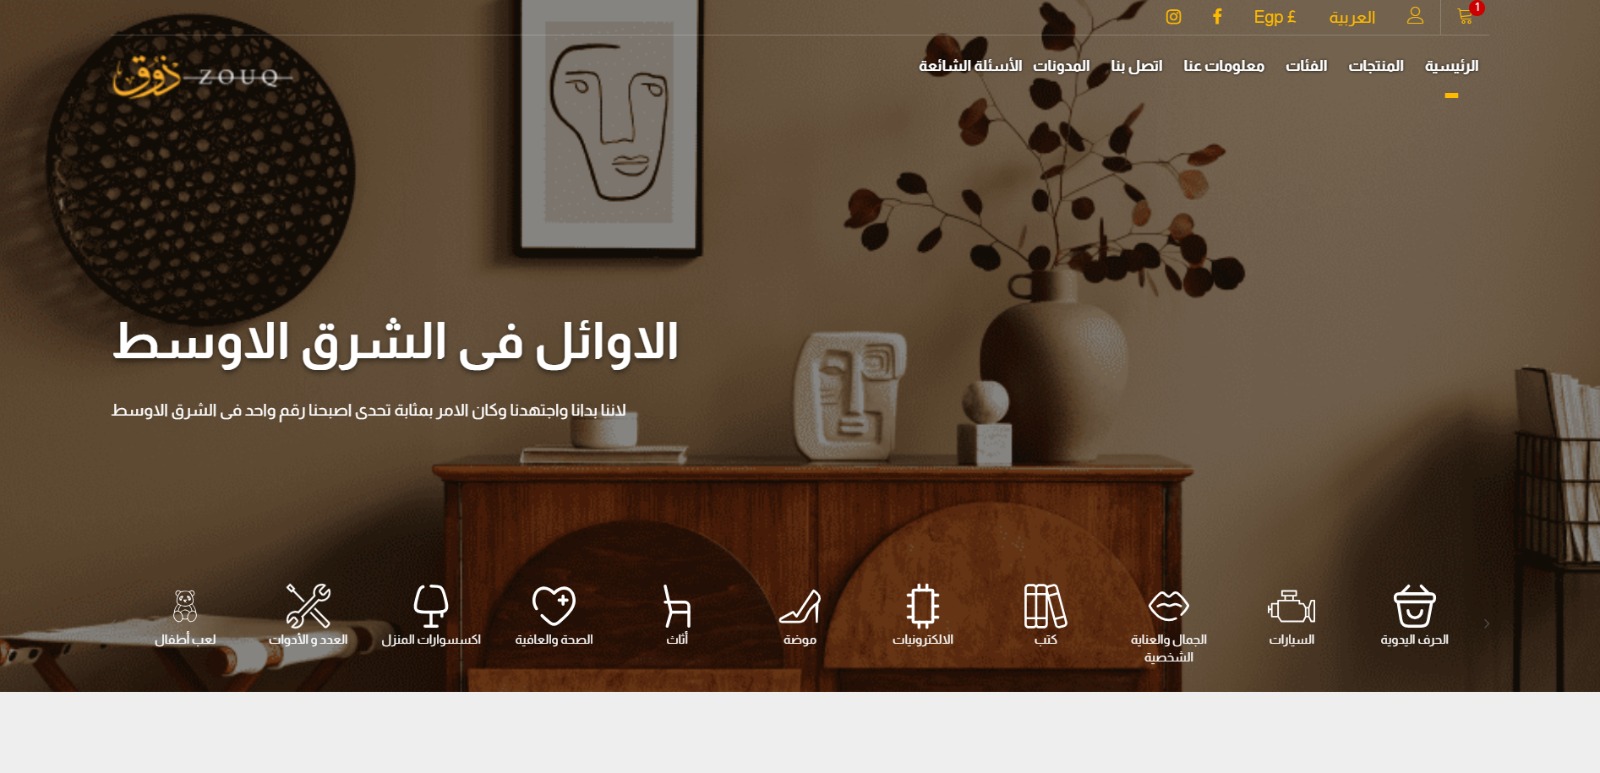 1
العربية
Egp £
الرئيسية
المنتجات
الفئات
معلومات عنا
اتصل بنا
المدونات
الأسئلة الشائعة
ذوق ZOUQ
الاوائل فى الشرق الاوسط
لاننا بدانا واجتهدنا وكان الامر بمثابة تحدى اصبحنا رقم واحد فى الشرق الاوسط
الحرف اليدوية
السيارات
الجمال والعناية
الشخصية
كتب
الالكترونيات
موضة
أثاث
الصحة والعافية
اكسسوارات المنزل
العدد و الأدوات
لعب أطفال